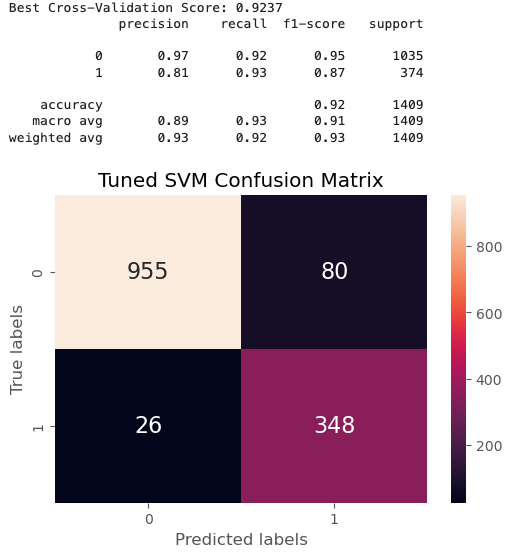 Best Cross-Validation Score: 0.9237
precision recall f1-score support
0 0.97 0.92 0.95 1035
1 0.81 0.93 0.87 374
accuracy 0.92 1409
macro avg 0.89 0.93 0.91 1409
weighted avg 0.93 0.92 0.93 1409
Tuned SVM Confusion Matrix
True labels
0
955 80
1
26 348
0 1
Predicted labels
800
600
400
200